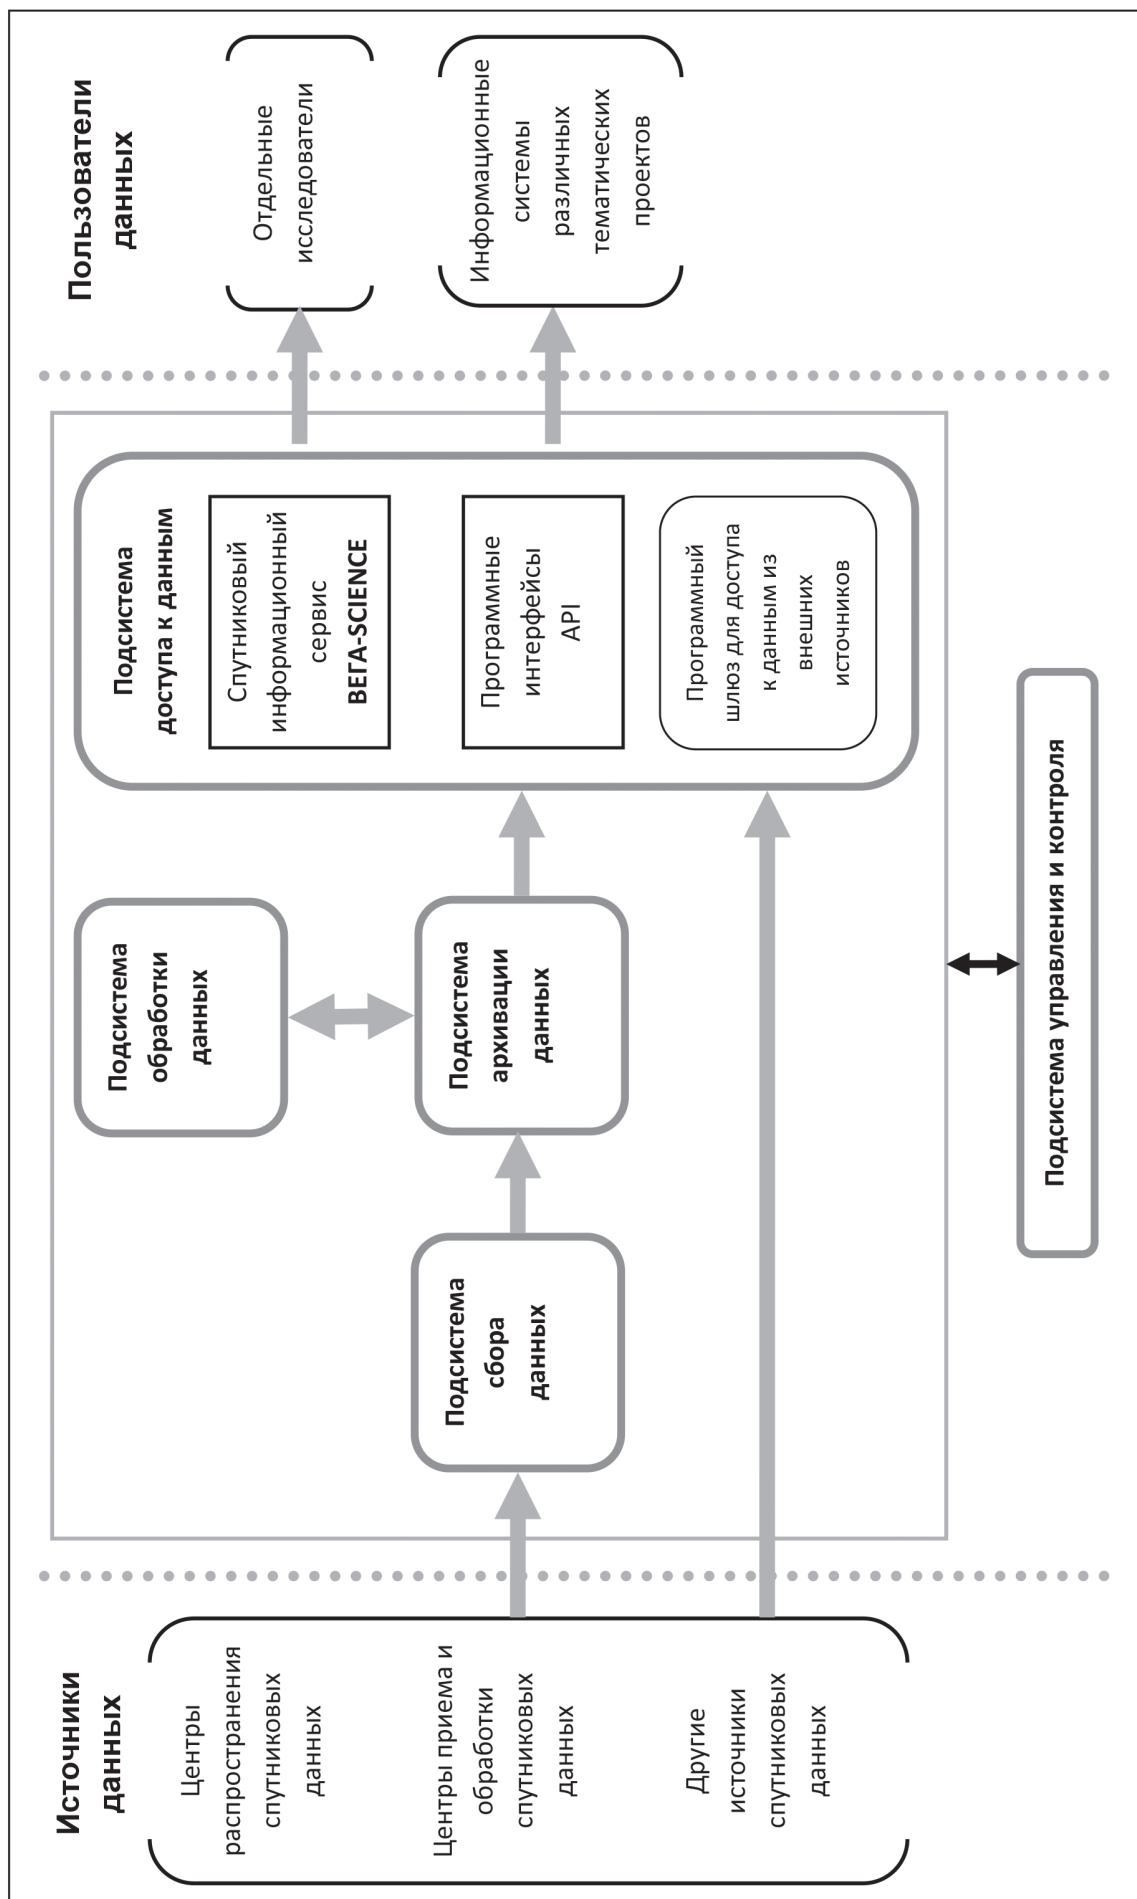 Источники
данных
Центры
распространения
спутниковых
данных
Центры приема и
обработки
спутниковых
данных
Другие
источники
спутниковых
данных
Подсистема
сбора
данных
Подсистема
обработки
данных
Подсистема
архивации
данных
Подсистема
доступа к данным
Спутниковый
информационный
сервис
ВЕГА-SCIENCE
Программные
интерфейсы
API
Программный
шлюз для доступа
к данным из
внешних
источников
Подсистема управления и контроля
Пользователи
данных
Отдельные
исследователи
Информационные
системы
различных
тематических
проектов